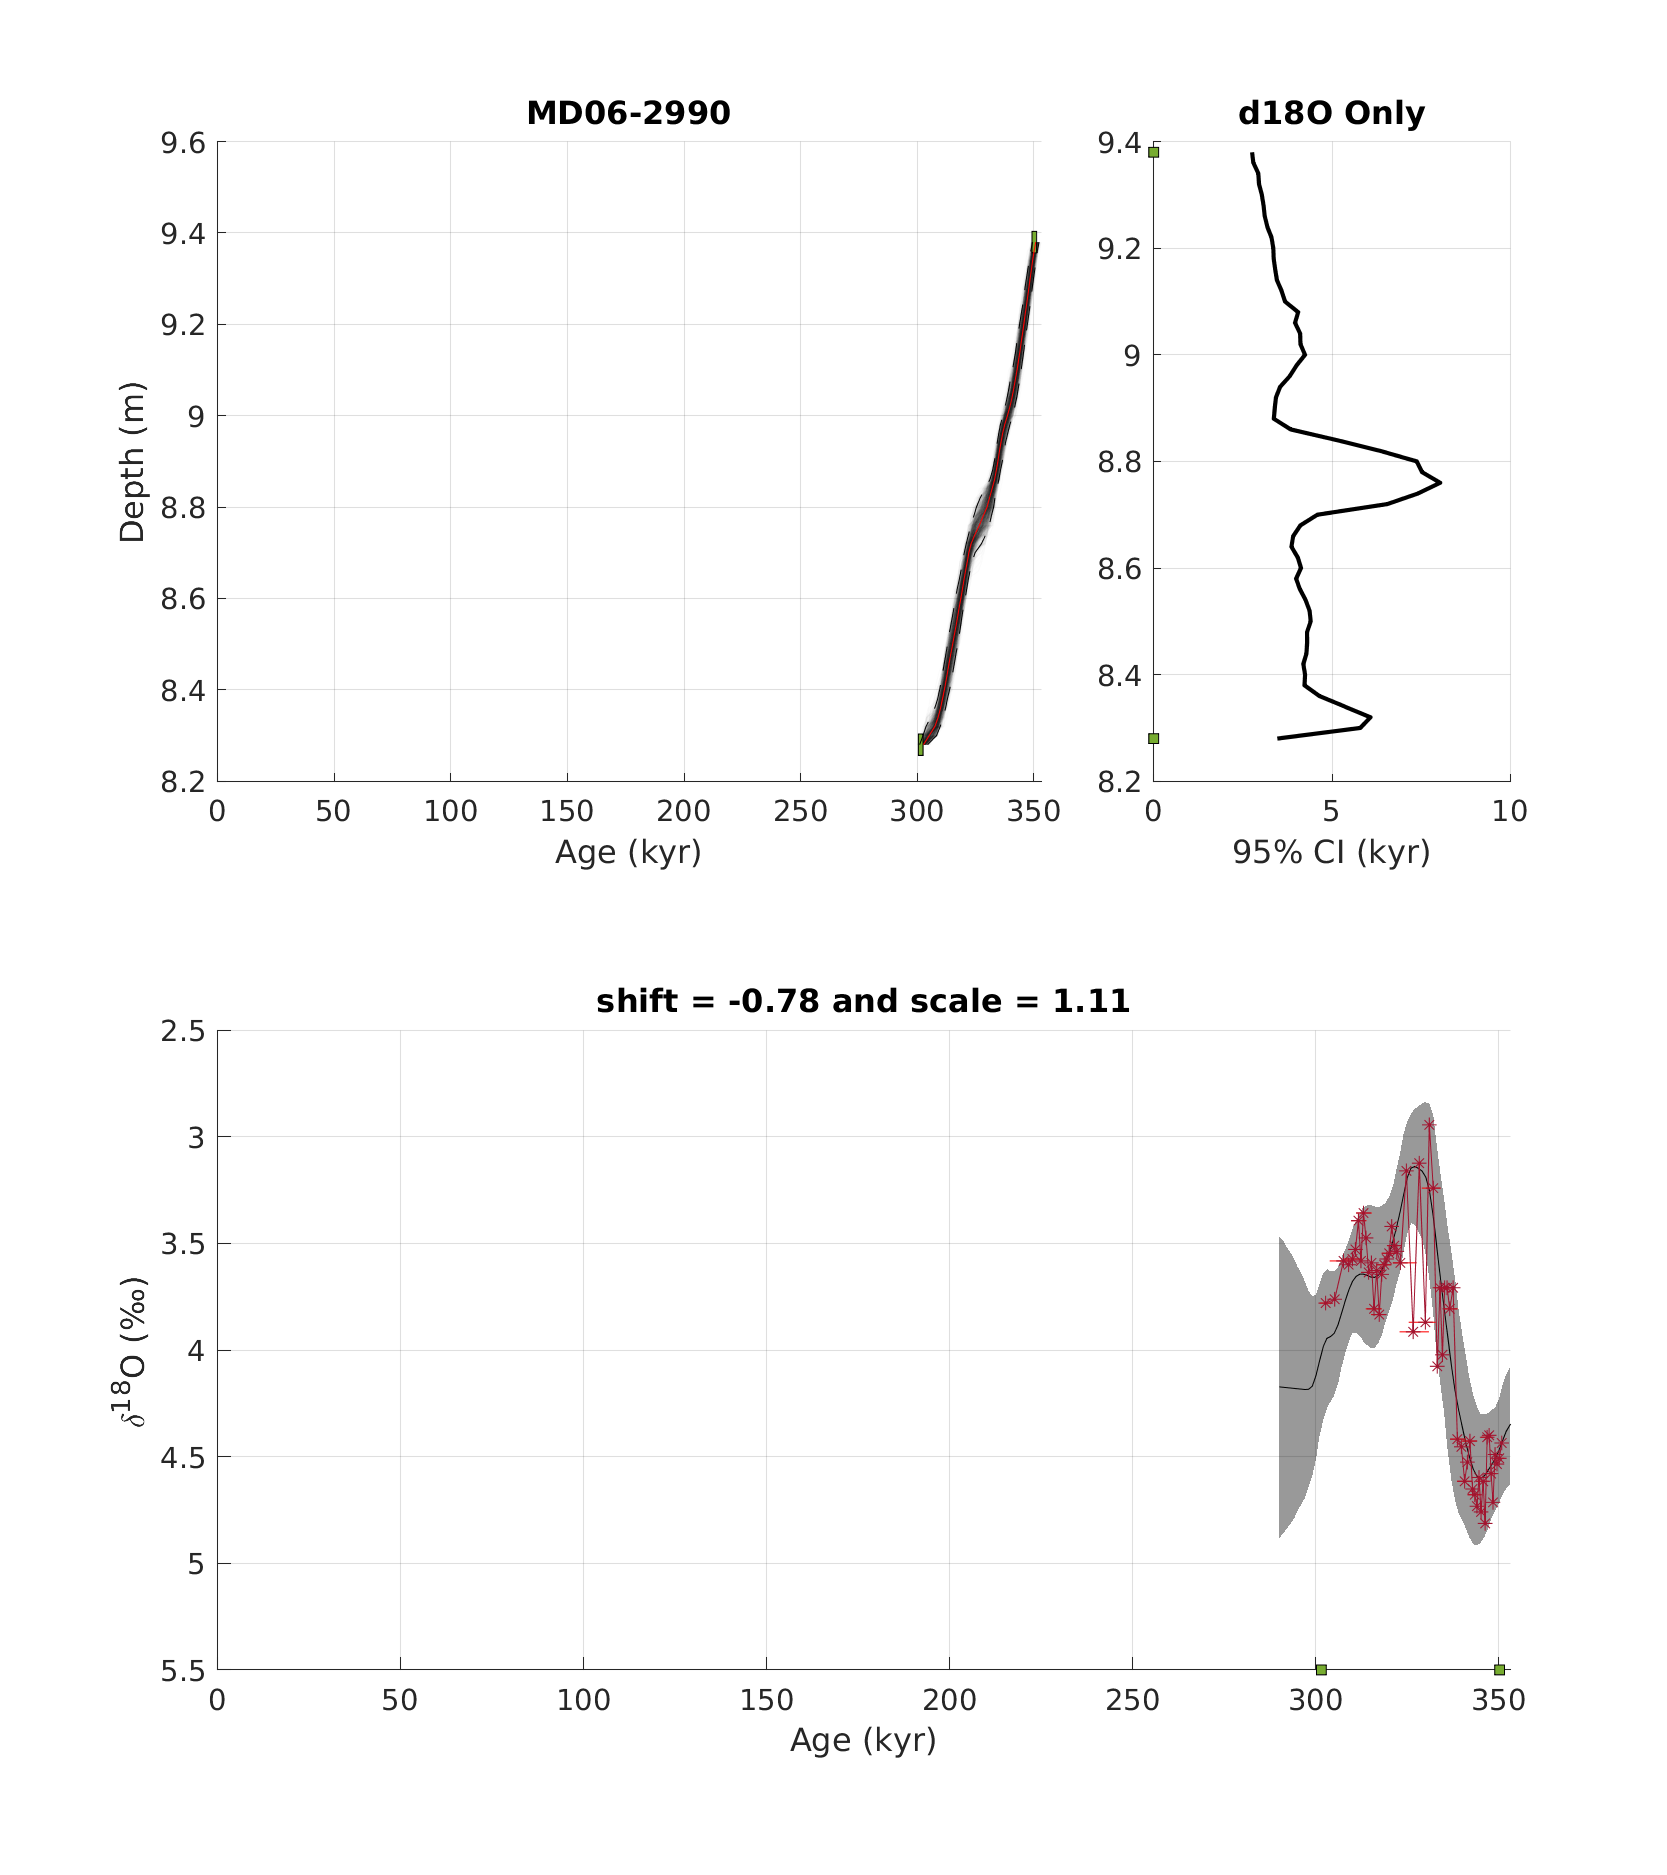 MD06-2990
9.6
9.4
9.2
9
8.8
8.6
8.4
8.2
Depth (m)
0 50 100 150 200 250 300 350
Age (kyr)
d18O Only
9.4
9.2
9
8.8
8.6
8.4
8.2
0 5 10
95% CI (kyr)
shift = -0.78 and scale = 1.11
2.5
3
3.5
4
4.5
5
5.5
δ¹⁸O (‰)
0 50 100 150 200 250 300 350
Age (kyr)